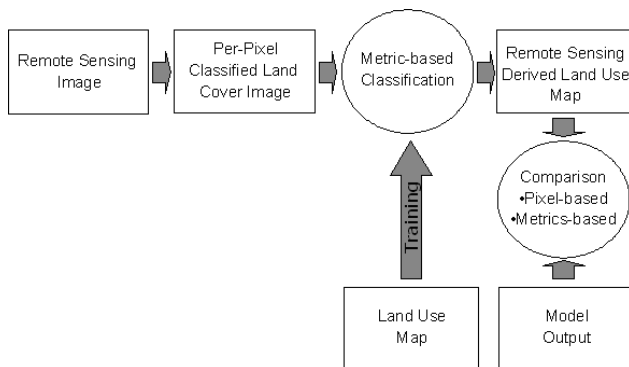 Remote Sensing
Image
Per-Pixel
Classified Land
Cover Image
Metric-based
Classification
Remote Sensing
Derived Land Use
Map
Comparison
•Pixel-based
•Metrics-based
Training
Land Use
Map
Model
Output